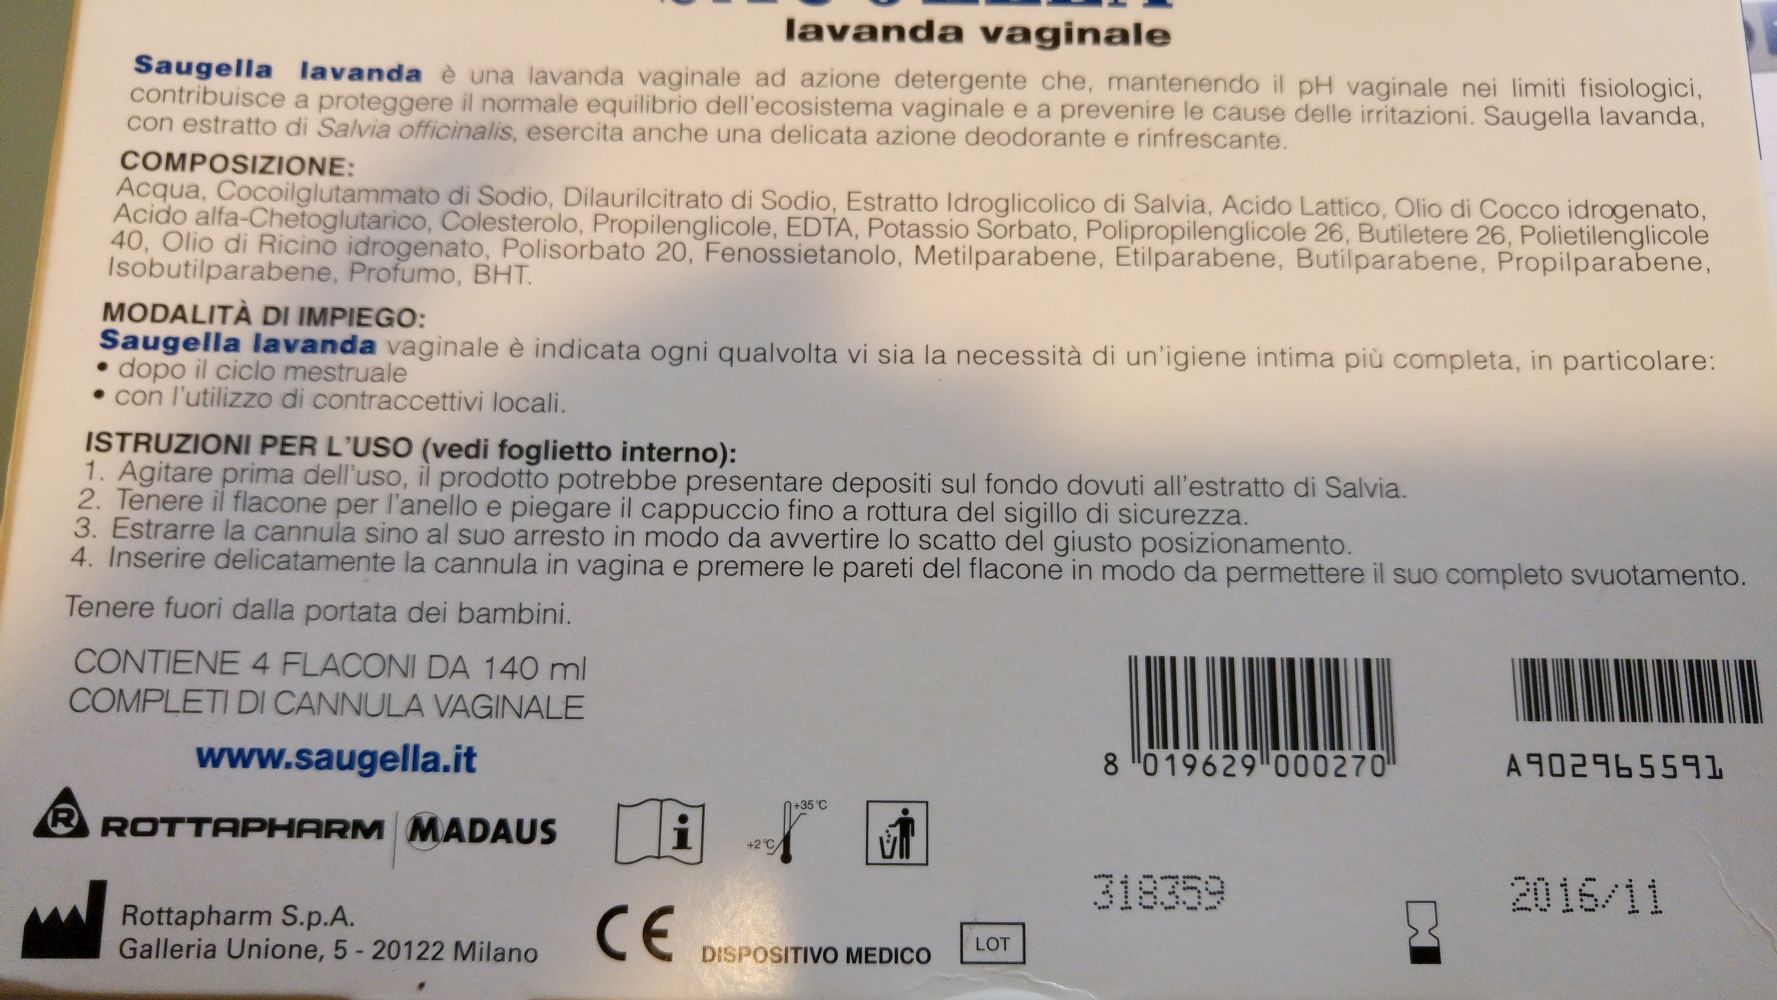 lavanda vaginale
Saugella lavanda è una lavanda vaginale ad azione detergente che, mantenendo il pH vaginale nei limiti fisiologici,
contribuisce a proteggere il normale equilibrio dell'ecosistema vaginale e a prevenire le cause delle irritazioni. Saugella lavanda,
con estratto di Salvia officinalis, esercita anche una delicata azione deodorante e rinfrescante.
COMPOSIZIONE:
Acqua, Cocoilglutammato di Sodio, Dilaurilcitrato di Sodio, Estratto Idroglicolico di Salvia, Acido Lattico, Olio di Cocco idrogenato,
Acido alfa-Chetoglutarico, Colesterolo, Propilenglicole, EDTA, Potassio Sorbato, Polipropilenglicole 26, Butiletere 26, Polietilenglicole
40, Olio di Ricino idrogenato, Polisorbato 20, Fenossietanolo, Metilparabene, Etilparabene, Butilparabene, Propilparabene,
Isobutilparabene, Profumo, BHT.
MODALITÀ DI IMPIEGO:
Saugella lavanda vaginale è indicata ogni qualvolta vi sia la necessità di un'igiene intima più completa, in particolare:
• dopo il ciclo mestruale
• con l'utilizzo di contraccettivi locali.
ISTRUZIONI PER L'USO (vedi foglietto interno):
1. Agitare prima dell'uso, il prodotto potrebbe presentare depositi sul fondo dovuti all'estratto di Salvia.
2. Tenere il flacone per l'anello e piegare il cappuccio fino a rottura del sigillo di sicurezza.
3. Estrarre la cannula sino al suo arresto in modo da avvertire lo scatto del giusto posizionamento.
4. Inserire delicatamente la cannula in vagina e premere le pareti del flacone in modo da permettere il suo completo svuotamento.
Tenere fuori dalla portata dei bambini.
CONTIENE 4 FLACONI DA 140 ml
COMPLETI DI CANNULA VAGINALE
www.saugella.it
8 019629 000270
A902965591
R ROTTAPHARM MADAUS
i
+35°C
+2°C
318359
2016/11
Rottapharm S.p.A.
Galleria Unione, 5 - 20122 Milano
CE DISPOSITIVO MEDICO
LOT